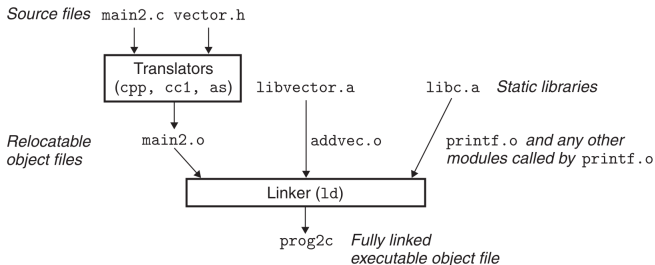 Source files main2.c vector.h
Translators
(cpp, cc1, as)
libvector.a
libc.a Static libraries
Relocatable
object files
main2.o
addvec.o
printf.o and any other
modules called by printf.o
Linker (ld)
prog2c
Fully linked
executable object file